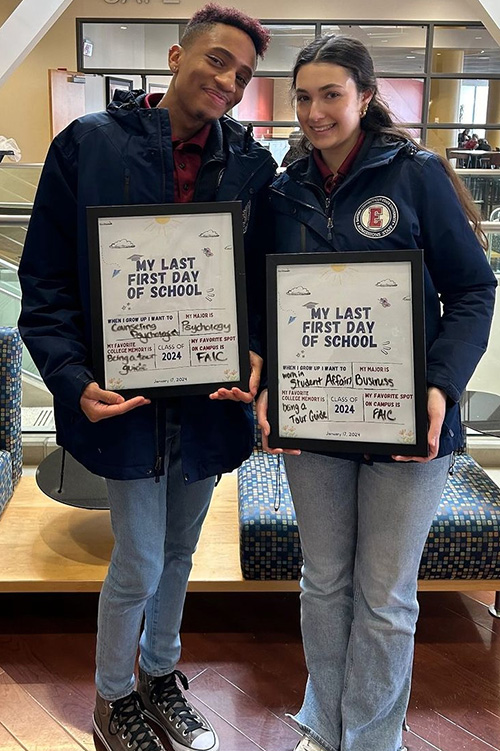 CAFE
MY LAST
FIRST DAY
OF SCHOOL
WHEN I GROW UP I WANT TO
Counseling
Psychologist
MY MAJOR IS
Psychology
MY FAVORITE
COLLEGE MEMORY IS
Being a tour
guide
CLASS OF
2024
MY FAVORITE SPOT
ON CAMPUS IS
FAIC
January 17, 2024
E
MY LAST
FIRST DAY
OF SCHOOL
WHEN I GROW UP I WANT TO
work in
Student Affairs
MY MAJOR IS
Business
MY FAVORITE
COLLEGE MEMORY IS
being a
Tour Guide
CLASS OF
2024
MY FAVORITE SPOT
ON CAMPUS IS
FAIC
January 17, 2024